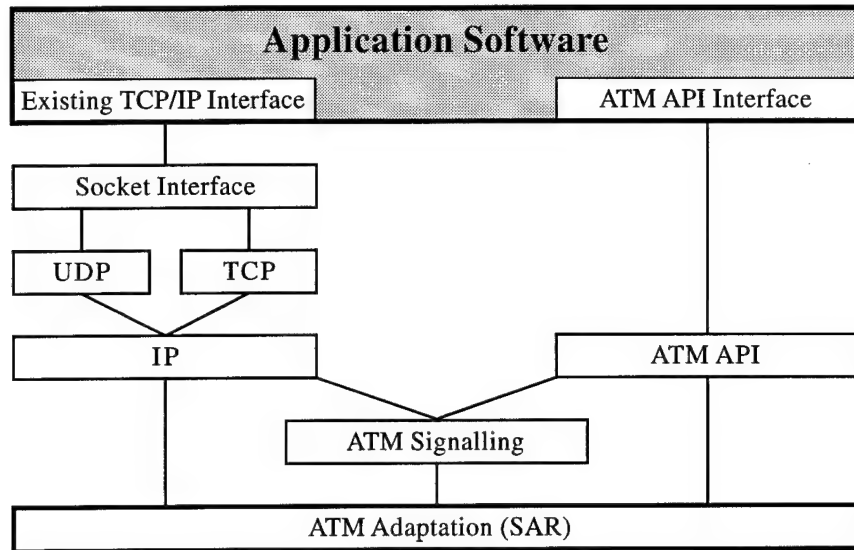 Application Software
Existing TCP/IP Interface
ATM API Interface
Socket Interface
UDP
TCP
IP
ATM API
ATM Signalling
ATM Adaptation (SAR)